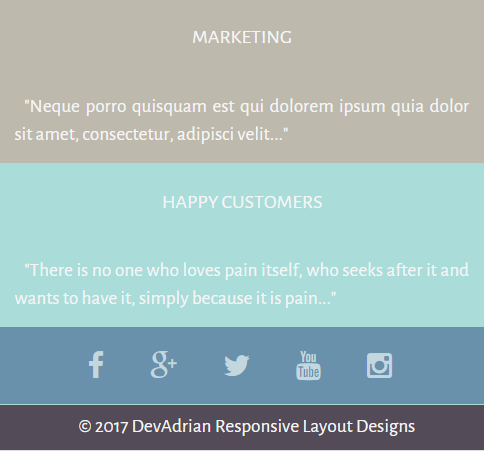 MARKETING
"Neque porro quisquam est qui dolorem ipsum quia dolor
sit amet, consectetur, adipisci velit..."
HAPPY CUSTOMERS
"There is no one who loves pain itself, who seeks after it and
wants to have it, simply because it is pain..."
f g+ You Tube
© 2017 DevAdrian Responsive Layout Designs